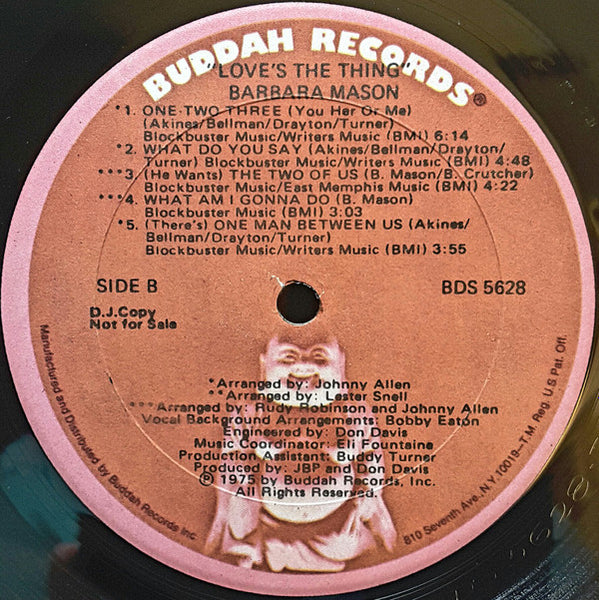 BUDDAH RECORDS®
"LOVE'S THE THING"
BARBARA MASON
*1. ONE-TWO-THREE (You Her Or Me)
(Akines/Bellman/Drayton/Turner)
Blockbuster Music/Writers Music (BMI) 6:14
*2. WHAT DO YOU SAY (Akines/Bellman/Drayton/
Turner) Blockbuster Music/Writers Music (BMI) 4:48
***3. (He Wants) THE TWO OF US (B. Mason/B. Crutcher)
Blockbuster Music/East Memphis Music (BMI) 4:22
***4. WHAT AM I GONNA DO (B. Mason)
Blockbuster Music (BMI) 3:03
*5. (There's) ONE MAN BETWEEN US (Akines/
Bellman/Drayton/Turner)
Blockbuster Music/Writers Music (BMI) 3:55
SIDE B
BDS 5628
D.J.Copy
Not for Sale
*Arranged by: Johnny Allen
**Arranged by: Lester Snell
***Arranged by: Rudy Robinson and Johnny Allen
Vocal Background Arrangements: Bobby Eaton
Engineered by: Don Davis
Music Coordinator: Eli Fountaine
Production Assistant: Buddy Turner
Produced by: JBP and Don Davis
℗ 1975 by Buddah Records, Inc.
All Rights Reserved.
Manufactured and Distributed by Buddah Records Inc.
810 Seventh Ave., N.Y. 10019–T.M. Reg. U.S. Pat. Off.